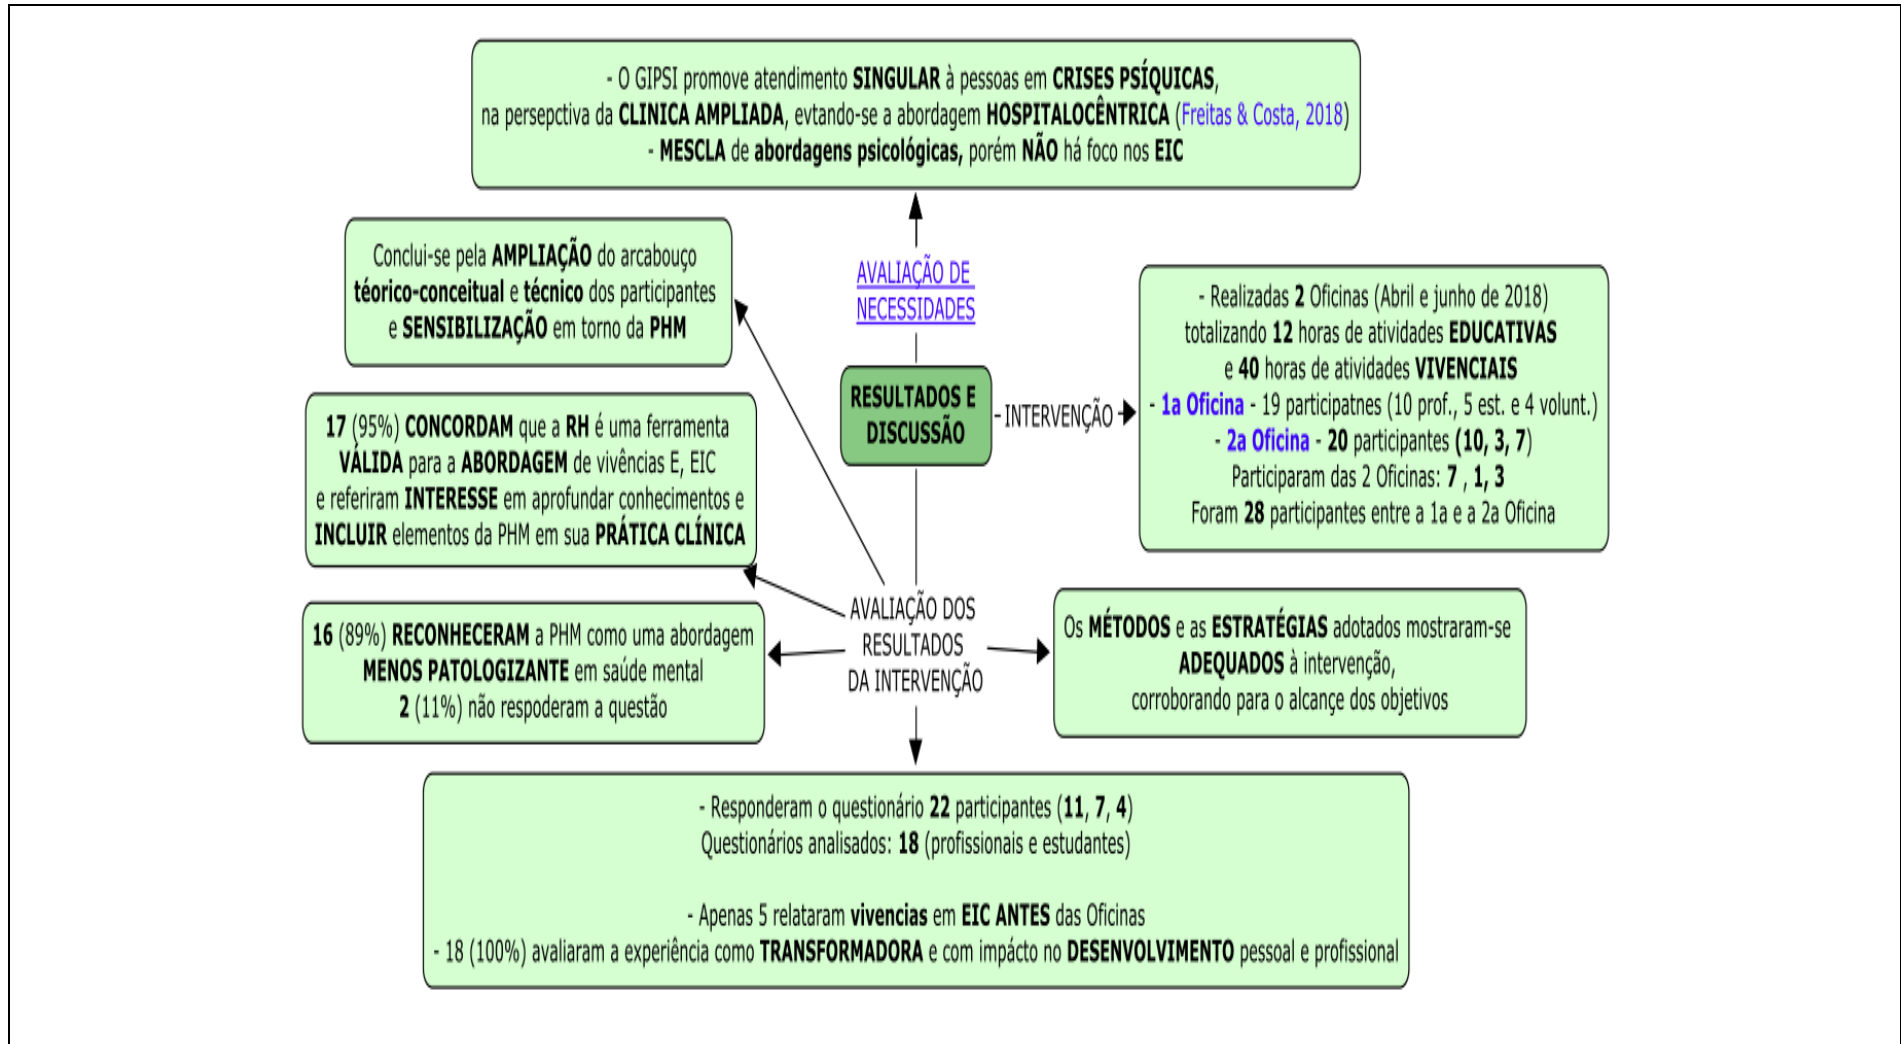 - O GIPSI promove atendimento SINGULAR à pessoas em CRISES PSÍQUICAS,
na persepctiva da CLINICA AMPLIADA, evtando-se a abordagem HOSPITALOCÊNTRICA (Freitas & Costa, 2018)
- MESCLA de abordagens psicológicas, porém NÃO há foco nos EIC
AVALIAÇÃO DE
NECESSIDADES
RESULTADOS E
DISCUSSÃO
- INTERVENÇÃO
- Realizadas 2 Oficinas (Abril e junho de 2018)
totalizando 12 horas de atividades EDUCATIVAS
e 40 horas de atividades VIVENCIAIS
- 1a Oficina - 19 participatnes (10 prof., 5 est. e 4 volunt.)
- 2a Oficina - 20 participantes (10, 3, 7)
Participaram das 2 Oficinas: 7 , 1, 3
Foram 28 participantes entre a 1a e a 2a Oficina
Conclui-se pela AMPLIAÇÃO do arcabouço
téorico-conceitual e técnico dos participantes
e SENSIBILIZAÇÃO em torno da PHM
17 (95%) CONCORDAM que a RH é uma ferramenta
VÁLIDA para a ABORDAGEM de vivências E, EIC
e referiram INTERESSE em aprofundar conhecimentos e
INCLUIR elementos da PHM em sua PRÁTICA CLÍNICA
16 (89%) RECONHECERAM a PHM como uma abordagem
MENOS PATOLOGIZANTE em saúde mental
2 (11%) não respoderam a questão
AVALIAÇÃO DOS
RESULTADOS
DA INTERVENÇÃO
Os MÉTODOS e as ESTRATÉGIAS adotados mostraram-se
ADEQUADOS à intervenção,
corroborando para o alcançe dos objetivos
- Responderam o questionário 22 participantes (11, 7, 4)
Questionários analisados: 18 (profissionais e estudantes)
- Apenas 5 relataram vivencias em EIC ANTES das Oficinas
- 18 (100%) avaliaram a experiência como TRANSFORMADORA e com impácto no DESENVOLVIMENTO pessoal e profissional